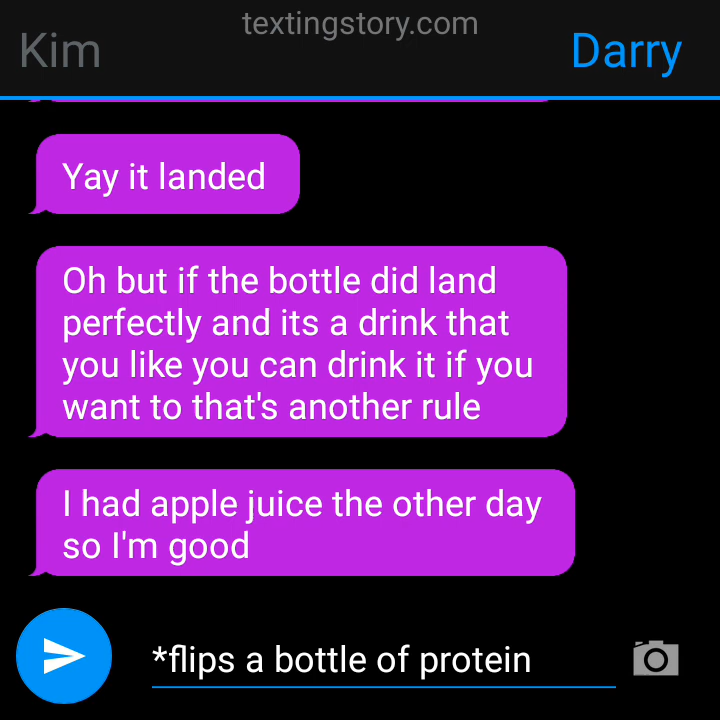 textingstory.com
Kim
Darry
Yay it landed
Oh but if the bottle did land
perfectly and its a drink that
you like you can drink it if you
want to that's another rule
I had apple juice the other day
so I'm good
*flips a bottle of protein